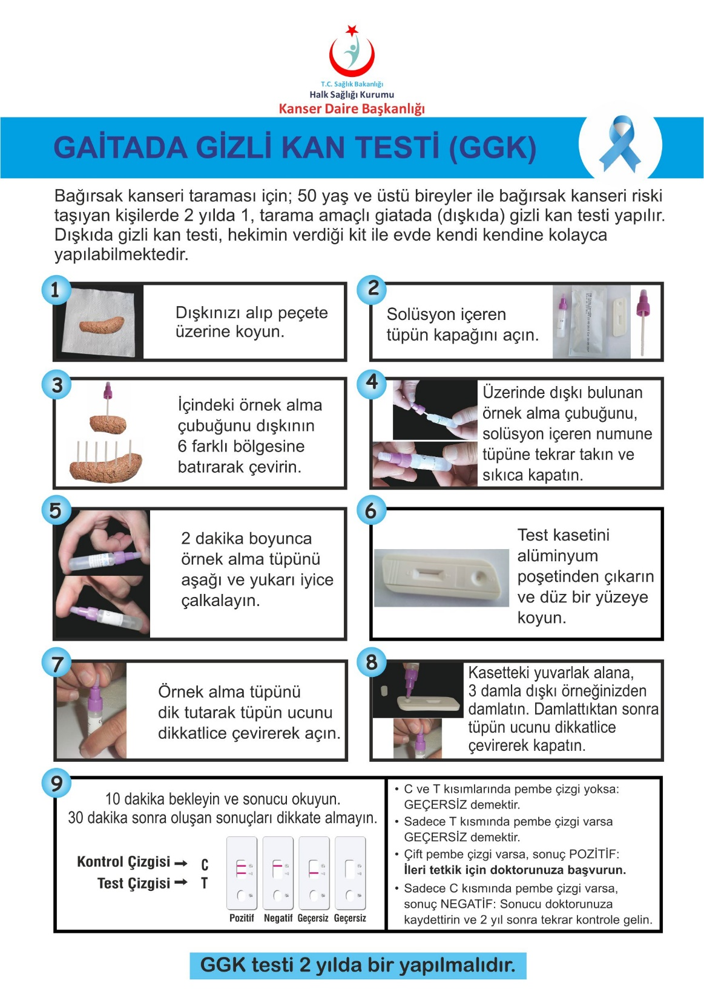 T.C. Sağlık Bakanlığı
Halk Sağlığı Kurumu
Kanser Daire Başkanlığı
GAİTADA GİZLİ KAN TESTİ (GGK)
Bağırsak kanseri taraması için; 50 yaş ve üstü bireyler ile bağırsak kanseri riski
taşıyan kişilerde 2 yılda 1, tarama amaçlı giatada (dışkıda) gizli kan testi yapılır.
Dışkıda gizli kan testi, hekimin verdiği kit ile evde kendi kendine kolayca
yapılabilmektedir.
1
Dışkınızı alıp peçete
üzerine koyun.
2
Solüsyon içeren
tüpün kapağını açın.
3
İçindeki örnek alma
çubuğunu dışkının
6 farklı bölgesine
batırarak çevirin.
4
Üzerinde dışkı bulunan
örnek alma çubuğunu,
solüsyon içeren numune
tüpüne tekrar takın ve
sıkıca kapatın.
5
2 dakika boyunca
örnek alma tüpünü
aşağı ve yukarı iyice
çalkalayın.
6
Test kasetini
alüminyum
poşetinden çıkarın
ve düz bir yüzeye
koyun.
7
Örnek alma tüpünü
dik tutarak tüpün ucunu
dikkatlice çevirerek açın.
8
Kasetteki yuvarlak alana,
3 damla dışkı örneğinizden
damlatın. Damlattıktan sonra
tüpün ucunu dikkatlice
çevirerek kapatın.
9
10 dakika bekleyin ve sonucu okuyun.
30 dakika sonra oluşan sonuçları dikkate almayın.
Kontrol Çizgisi → C
Test Çizgisi → T
C T S
C T S
C T S
C T S
Pozitif Negatif Geçersiz Geçersiz
• C ve T kısımlarında pembe çizgi yoksa:
GEÇERSİZ demektir.
• Sadece T kısmında pembe çizgi varsa
GEÇERSİZ demektir.
• Çift pembe çizgi varsa, sonuç POZİTİF:
İleri tetkik için doktorunuza başvurun.
• Sadece C kısmında pembe çizgi varsa,
sonuç NEGATİF: Sonucu doktorunuza
kaydettirin ve 2 yıl sonra tekrar kontrole gelin.
GGK testi 2 yılda bir yapılmalıdır.